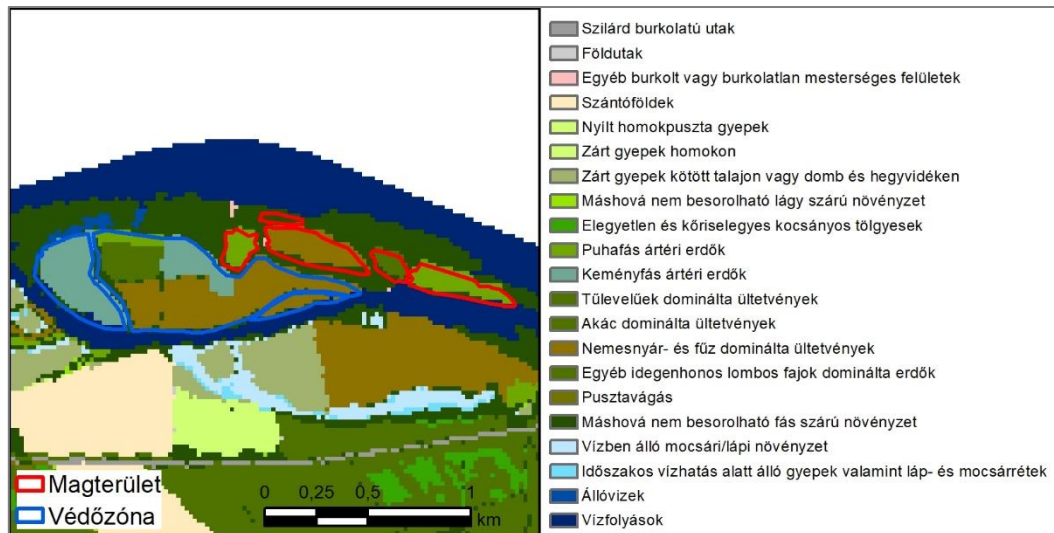 Magterület
Védőzóna
0 0,25 0,5 1
km
Szilárd burkolatú utak
Földutak
Egyéb burkolt vagy burkolatlan mesterséges felületek
Szántóföldek
Nyílt homokpuszta gyepek
Zárt gyepek homokon
Zárt gyepek kötött talajon vagy domb és hegyvidéken
Máshová nem besorolható lágy szárú növényzet
Elegyetlen és kőriselegyes kocsányos tölgyesek
Puhafás ártéri erdők
Keményfás ártéri erdők
Tűlevelűek dominálta ültetvények
Akác dominálta ültetvények
Nemesnyár- és fűz dominálta ültetvények
Egyéb idegenhonos lombos fajok dominálta erdők
Pusztavágás
Máshová nem besorolható fás szárú növényzet
Vízben álló mocsári/lápi növényzet
Időszakos vízhatás alatt álló gyepek valamint láp- és mocsárrétek
Állóvizek
Vízfolyások